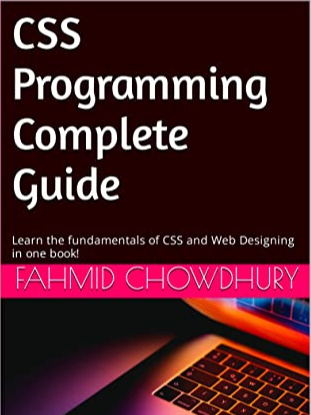 CSS
Programming
Complete
Guide
Learn the fundamentals of CSS and Web Designing
in one book!
FAHMID CHOWDHURY